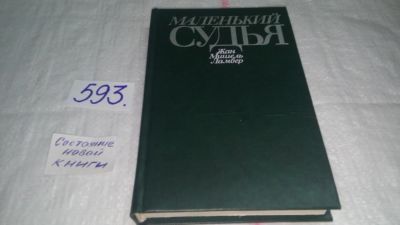 МАЛЕНЬКИЙ
СУДЬЯ
Жан
Мишель
Ламбер
593.
Состояние
новой
книги